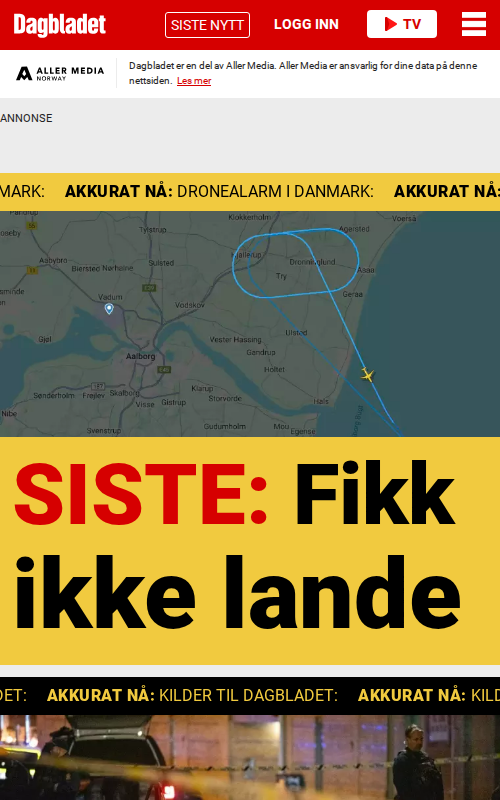 Dagbladet
SISTE NYTT
LOGG INN
TV
ALLER MEDIA
NORWAY
Dagbladet er en del av Aller Media. Aller Media er ansvarlig for dine data på denne
nettsiden. Les mer
ANNONSE
MARK: AKKURAT NÅ: DRONEALARM I DANMARK: AKKURAT NÅ:
Klokkerholm
Voerså
Tylstrup
Agersted
Hjallerup
Dronninglund
Aabybro
Biersted Nørhalne
Sulsted
Try
Asaa
Vadum
Geraa
Vodskov
Gjøl
Vester Hassing
Ulsted
Gandrup
Aalborg
Holtet
Sønderholm
Frejlev
Skalborg
Klarup
Storvorde
Visse
Gistrup
Hals
Nibe
Svenstrup
Gudumholm
Mou
Egense
SISTE: Fikk
ikke lande
DET: AKKURAT NÅ: KILDER TIL DAGBLADET: AKKURAT NÅ: KILD